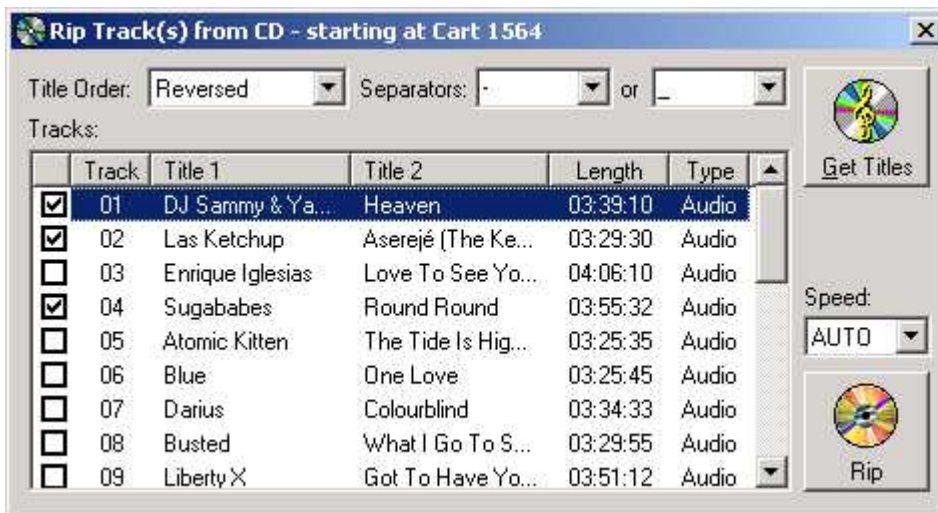 Rip Track(s) from CD - starting at Cart 1564
Title Order: Reversed Separators: - or _
Tracks:
Track Title 1 Title 2 Length Type
01 DJ Sammy & Ya... Heaven 03:39:10 Audio
02 Las Ketchup Aserejé (The Ke... 03:29:30 Audio
03 Enrique Iglesias Love To See Yo... 04:06:10 Audio
04 Sugababes Round Round 03:55:32 Audio
05 Atomic Kitten The Tide Is Hig... 03:25:35 Audio
06 Blue One Love 03:25:45 Audio
07 Darius Colourblind 03:34:33 Audio
08 Busted What I Go To S... 03:29:55 Audio
09 Liberty X Got To Have Yo... 03:51:12 Audio
Get Titles
Speed:
AUTO
Rip